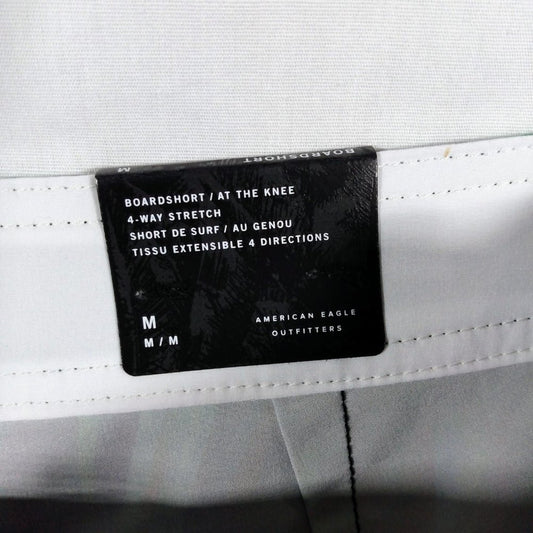 M BOARDSHORT
BOARDSHORT / AT THE KNEE
4-WAY STRETCH
SHORT DE SURF / AU GENOU
TISSU EXTENSIBLE 4 DIRECTIONS
M
M / M
AMERICAN EAGLE
OUTFITTERS